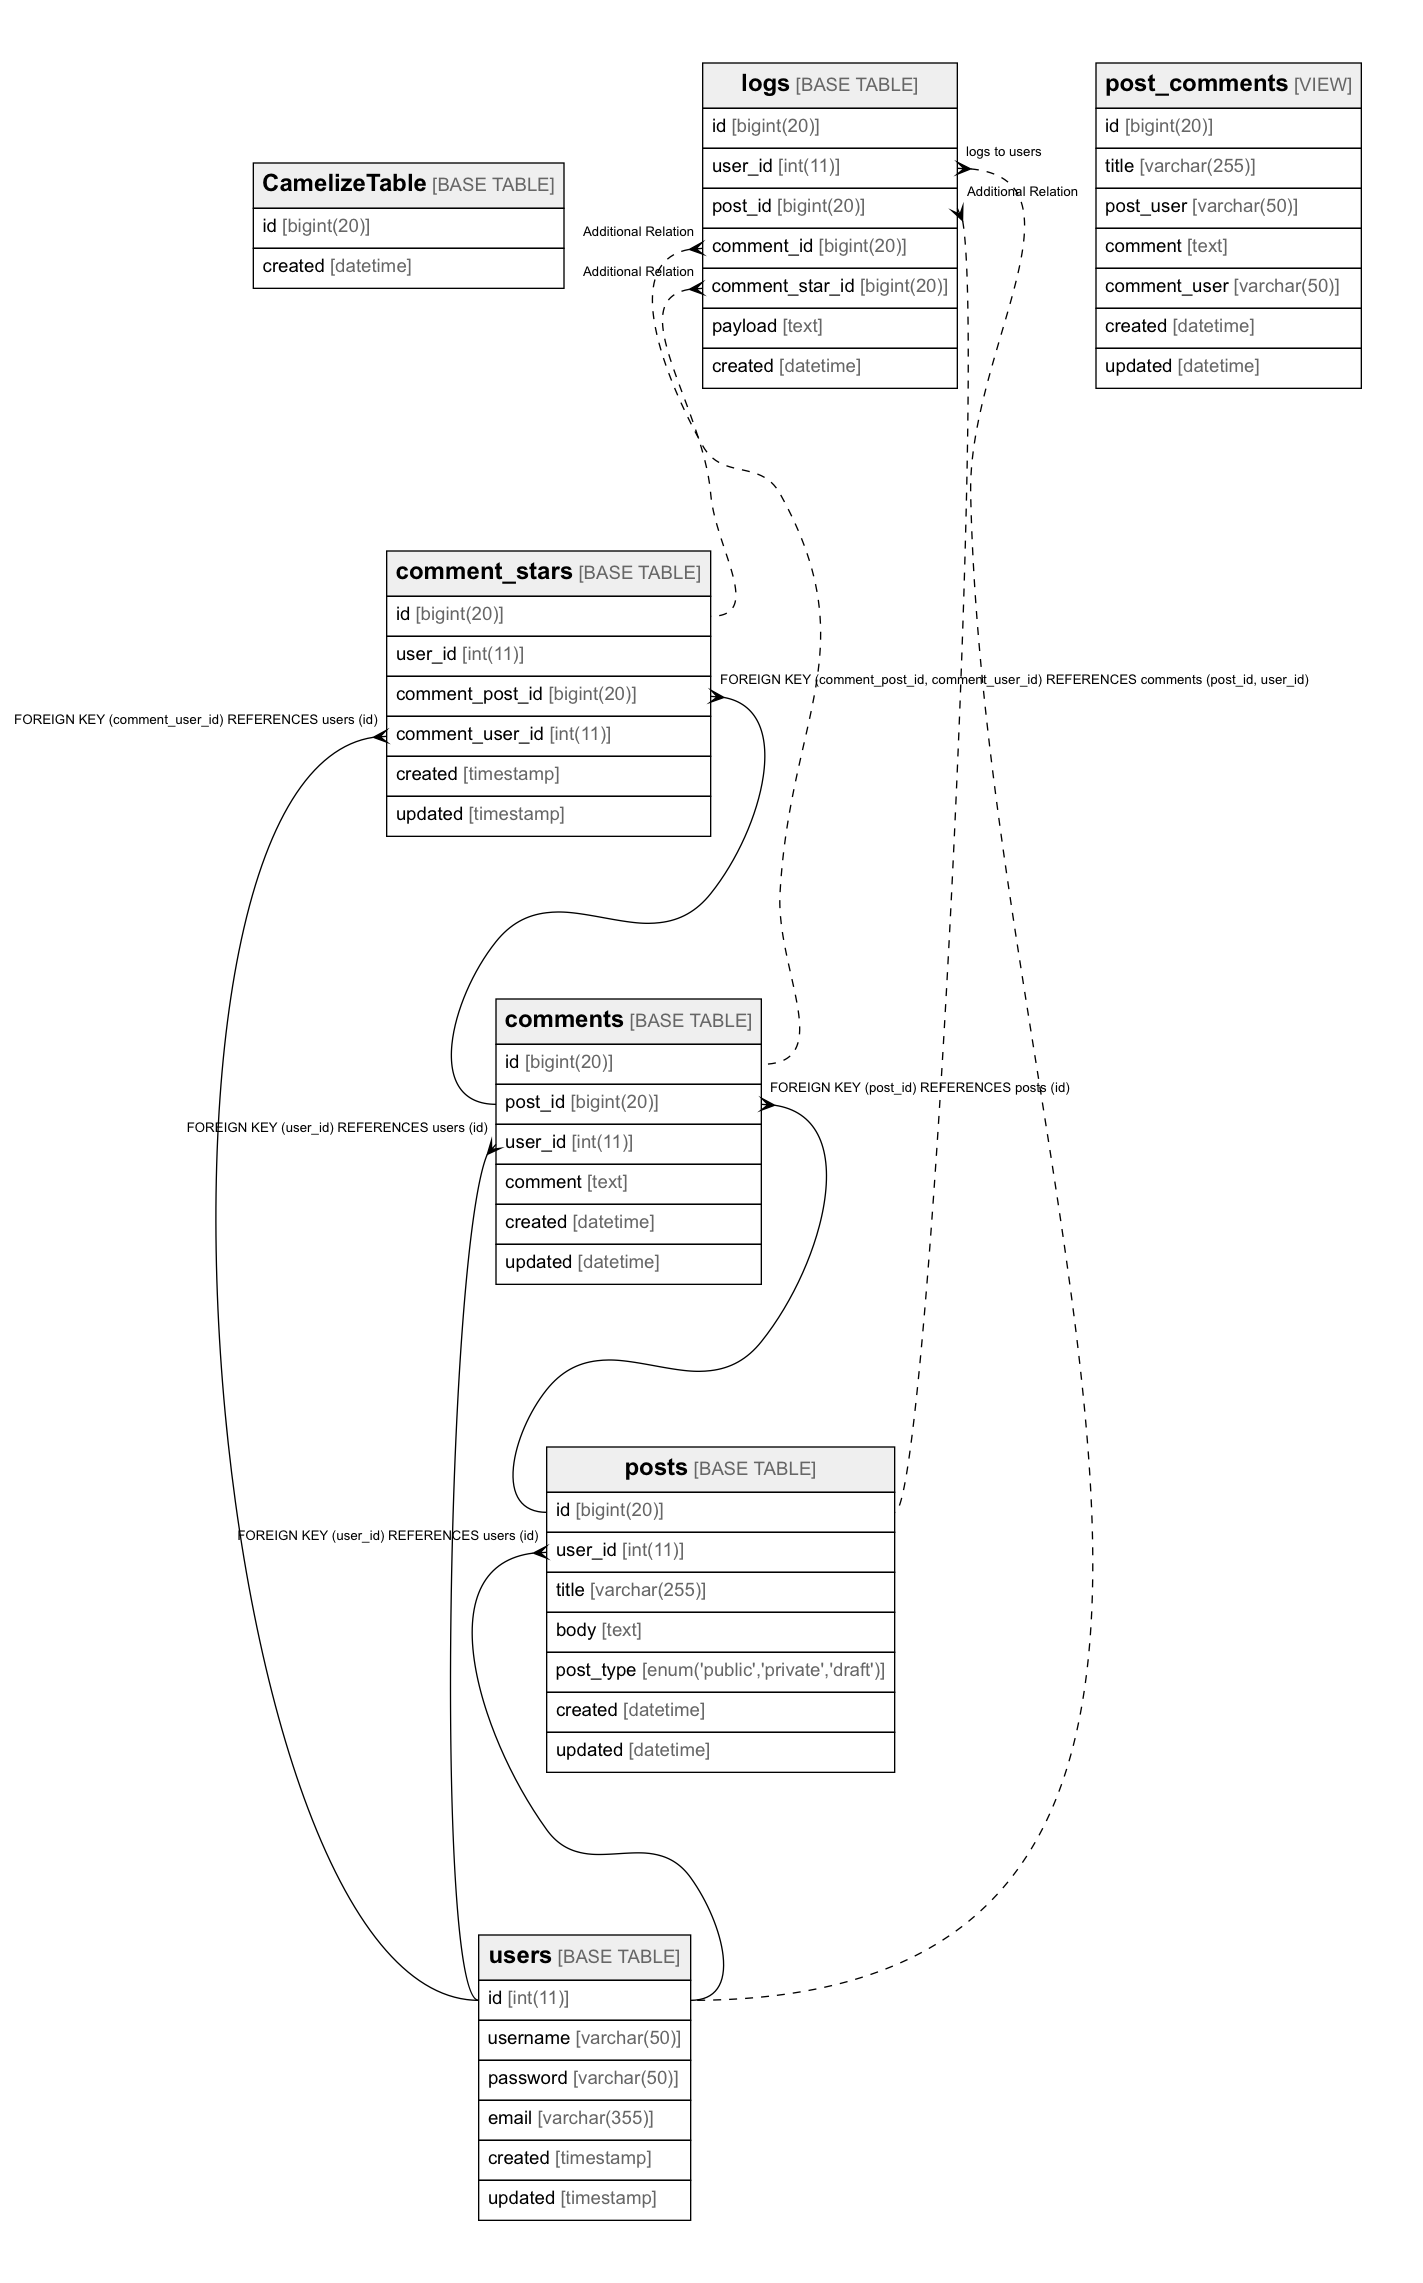 logs [BASE TABLE]
id [bigint(20)]
user_id [int(11)]
post_id [bigint(20)]
comment_id [bigint(20)]
comment_star_id [bigint(20)]
payload [text]
created [datetime]
logs to users
Additional Relation
Additional Relation
Additional Relation
post_comments [VIEW]
id [bigint(20)]
title [varchar(255)]
post_user [varchar(50)]
comment [text]
comment_user [varchar(50)]
created [datetime]
updated [datetime]
CamelizeTable [BASE TABLE]
id [bigint(20)]
created [datetime]
comment_stars [BASE TABLE]
id [bigint(20)]
user_id [int(11)]
comment_post_id [bigint(20)]
comment_user_id [int(11)]
created [timestamp]
updated [timestamp]
FOREIGN KEY (comment_post_id, comment_user_id) REFERENCES comments (post_id, user_id)
FOREIGN KEY (comment_user_id) REFERENCES users (id)
comments [BASE TABLE]
id [bigint(20)]
post_id [bigint(20)]
user_id [int(11)]
comment [text]
created [datetime]
updated [datetime]
FOREIGN KEY (post_id) REFERENCES posts (id)
FOREIGN KEY (user_id) REFERENCES users (id)
posts [BASE TABLE]
id [bigint(20)]
user_id [int(11)]
title [varchar(255)]
body [text]
post_type [enum('public','private','draft')]
created [datetime]
updated [datetime]
FOREIGN KEY (user_id) REFERENCES users (id)
users [BASE TABLE]
id [int(11)]
username [varchar(50)]
password [varchar(50)]
email [varchar(355)]
created [timestamp]
updated [timestamp]